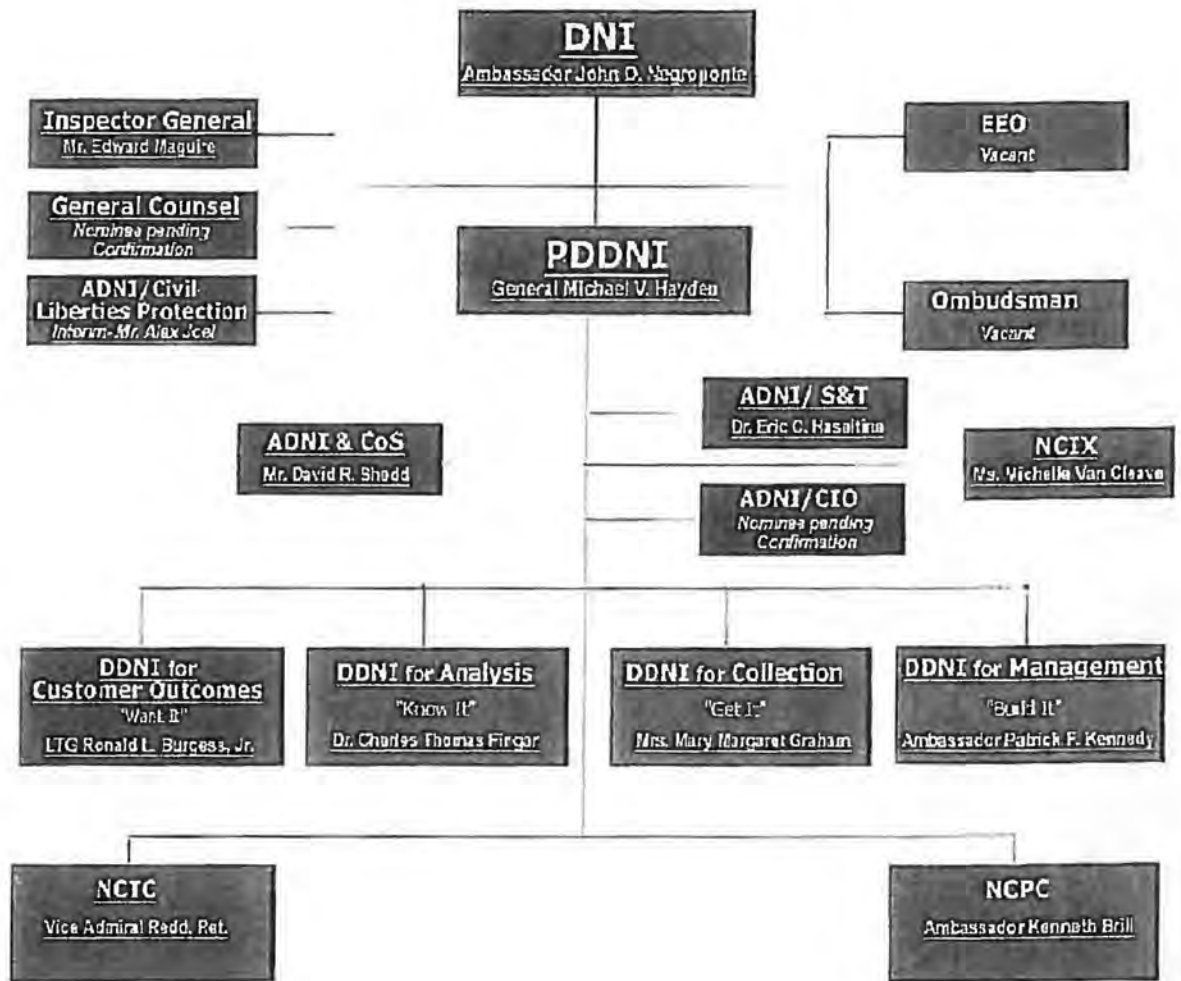 DNI
Ambassador John D. Negroponte
Inspector General
Mr. Edward Maguire
EEO
Vacant
General Counsel
Nominee pending
Confirmation
PDDNI
General Michael V. Hayden
ADNI/Civil
Liberties Protection
Interim-Mr. Alex Joel
Ombudsman
Vacant
ADNI/ S&T
Dr. Eric C. Haseltine
ADNI & CoS
Mr. David R. Shedd
NCIX
Ms. Michelle Van Cleave
ADNI/CIO
Nominee pending
Confirmation
DDNI for
Customer Outcomes
"Want It"
LTG Ronald L. Burgess, Jr.
DDNI for Analysis
"Know It"
Dr. Charles Thomas Fingar
DDNI for Collection
"Get It"
Mrs. Mary Margaret Graham
DDNI for Management
"Build It"
Ambassador Patrick F. Kennedy
NCTC
Vice Admiral Redd, Ret.
NCPC
Ambassador Kenneth Brill